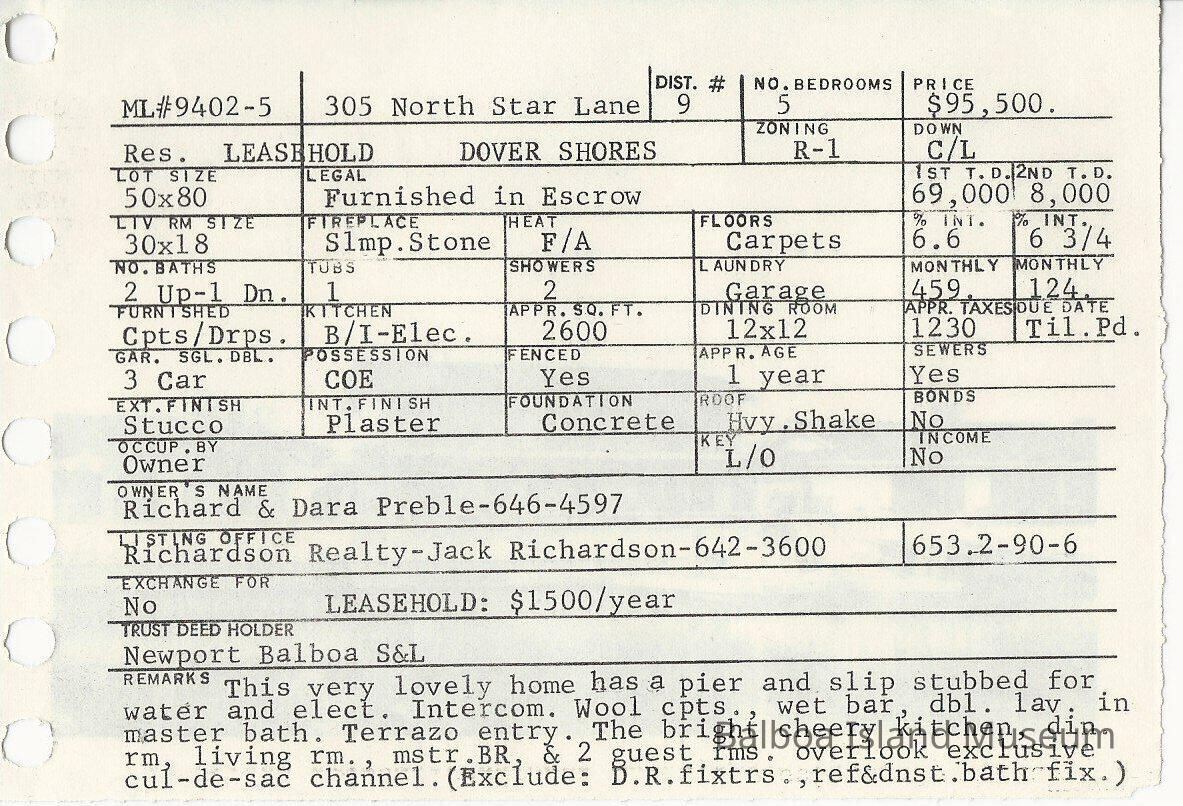 DIST. # NO. BEDROOMS PRICE
ML#9402-5 305 North Star Lane 9 5 $95,500.
ZONING DOWN
Res. LEASEHOLD DOVER SHORES R-1 C/L
LOT SIZE LEGAL 1ST T.D. 2ND T.D.
50x80 Furnished in Escrow 69,000 8,000
LIV RM SIZE FIREPLACE HEAT FLOORS % INT. % INT.
30x18 Slmp.Stone F/A Carpets 6.6 6 3/4
NO. BATHS TUBS SHOWERS LAUNDRY MONTHLY MONTHLY
2 Up-1 Dn. 1 2 Garage 459. 124.
FURNISHED KITCHEN APPR. SQ. FT. DINING ROOM APPR. TAXES DUE DATE
Cpts/Drps. B/I-Elec. 2600 12x12 1230 Til.Pd.
GAR. SGL. DBL. POSSESSION FENCED APPR. AGE SEWERS
3 Car COE Yes 1 year Yes
EXT. FINISH INT. FINISH FOUNDATION ROOF BONDS
Stucco Plaster Concrete Hvy.Shake No
OCCUP. BY KEY INCOME
Owner L/O No
OWNER'S NAME
Richard & Dara Preble-646-4597
LISTING OFFICE
Richardson Realty-Jack Richardson-642-3600 653.2-90-6
EXCHANGE FOR
No LEASEHOLD: $1500/year
TRUST DEED HOLDER
Newport Balboa S&L
REMARKS This very lovely home has a pier and slip stubbed for
water and elect. Intercom. Wool cpts., wet bar, dbl. lav. in
master bath. Terrazo entry. The bright cheery kitchen, din
rm, living rm., mstr.BR, & 2 guest rms. overlook exclusive
cul-de-sac channel.(Exclude: D.R.fixtrs.,ref&dnst.bath fix.)
Balboa Island Museum